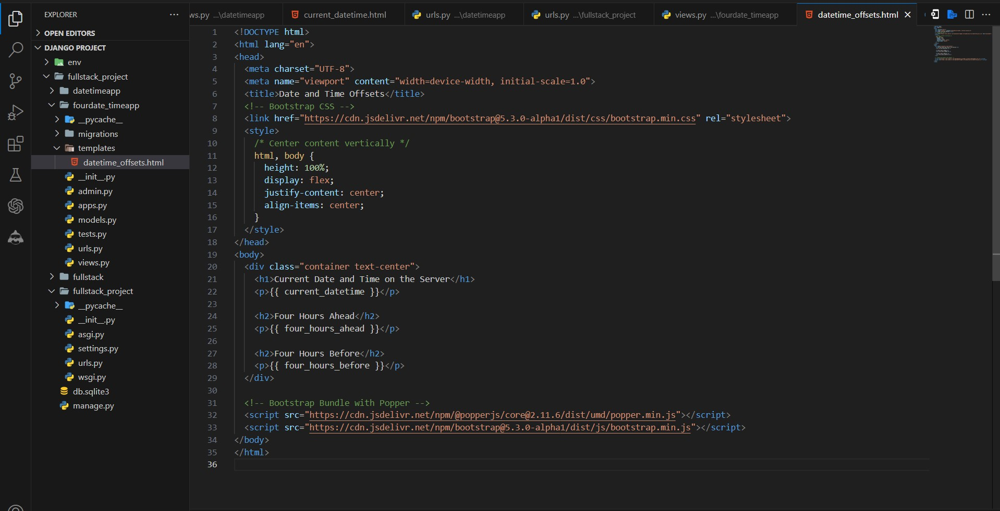 EXPLORER
OPEN EDITORS
DJANGO PROJECT
env
fullstack_project
datetimeapp
fourdate_timeapp
__pycache__
migrations
templates
datetime_offsets.html
__init__.py
admin.py
apps.py
models.py
tests.py
urls.py
views.py
fullstack
fullstack_project
__pycache__
__init__.py
asgi.py
settings.py
urls.py
wsgi.py
db.sqlite3
manage.py
ws.py ...\datetimeapp
current_datetime.html
urls.py ...\datetimeapp
urls.py ...\fullstack_project
views.py ...\fourdate_timeapp
datetime_offsets.html
1 <!DOCTYPE html>
2 <html lang="en">
3 <head>
4 <meta charset="UTF-8">
5 <meta name="viewport" content="width=device-width, initial-scale=1.0">
6 <title>Date and Time Offsets</title>
7 <!-- Bootstrap CSS -->
8 <link href="https://cdn.jsdelivr.net/npm/bootstrap@5.3.0-alpha1/dist/css/bootstrap.min.css" rel="stylesheet">
9 <style>
10 /* Center content vertically */
11 html, body {
12 height: 100%;
13 display: flex;
14 justify-content: center;
15 align-items: center;
16 }
17 </style>
18 </head>
19 <body>
20 <div class="container text-center">
21 <h1>Current Date and Time on the Server</h1>
22 <p>{{ current_datetime }}</p>
23
24 <h2>Four Hours Ahead</h2>
25 <p>{{ four_hours_ahead }}</p>
26
27 <h2>Four Hours Before</h2>
28 <p>{{ four_hours_before }}</p>
29 </div>
30
31 <!-- Bootstrap Bundle with Popper -->
32 <script src="https://cdn.jsdelivr.net/npm/@popperjs/core@2.11.6/dist/umd/popper.min.js"></script>
33 <script src="https://cdn.jsdelivr.net/npm/bootstrap@5.3.0-alpha1/dist/js/bootstrap.min.js"></script>
34 </body>
35 </html>
36